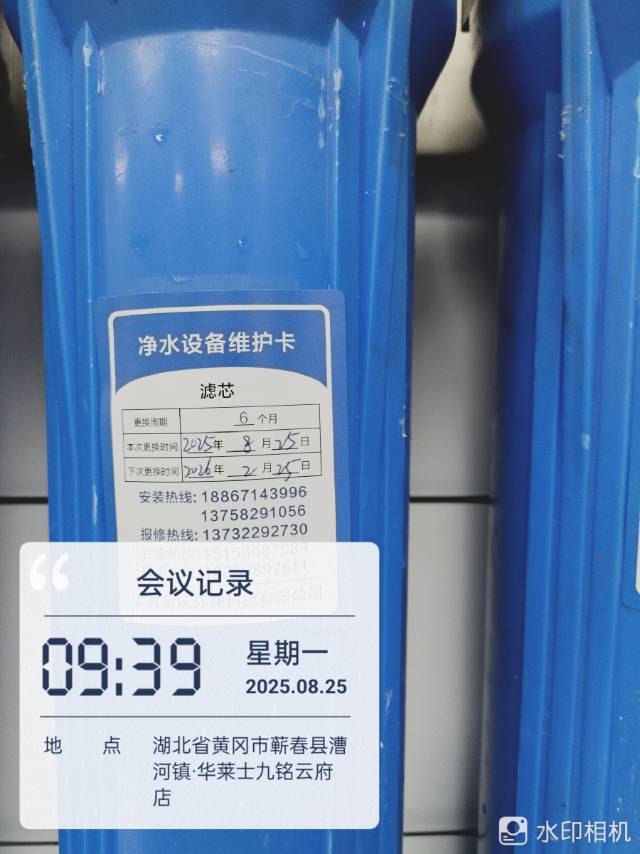 净水设备维护卡
滤芯
更换周期 6 个月
本次更换时间 2025年 8 月 25 日
下次更换时间 2026年 2 月 25 日
安装热线: 18867143996
13758291056
报修热线: 13732292730
会议记录
09:39
星期一
2025.08.25
地 点 湖北省黄冈市蕲春县漕
河镇·华莱士九铭云府
店
水印相机